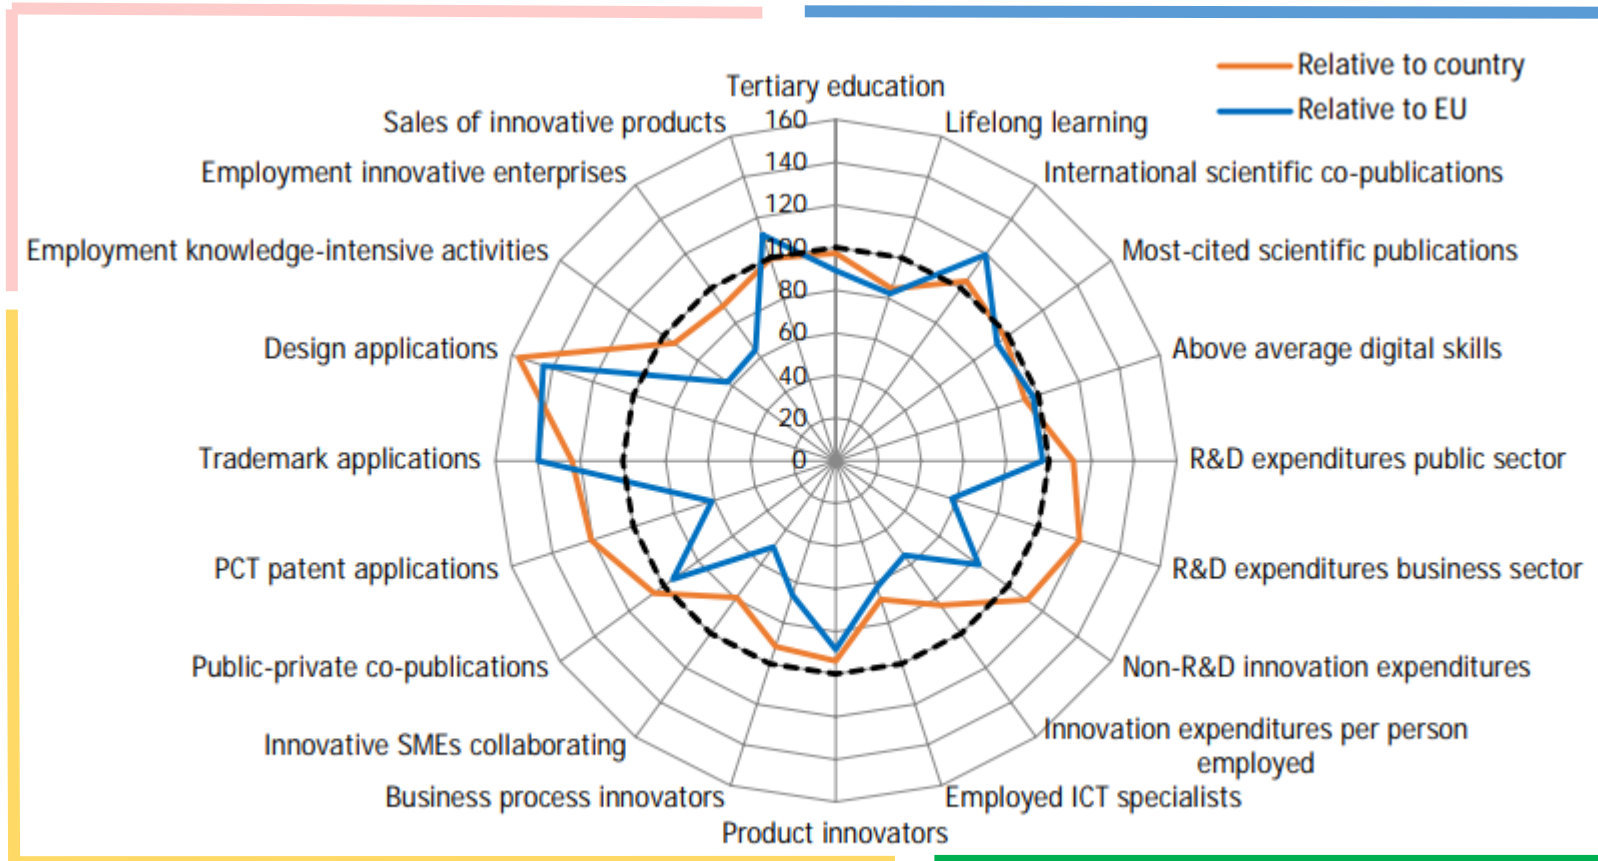 Relative to country
Relative to EU
Tertiary education
Lifelong learning
International scientific co-publications
Most-cited scientific publications
Above average digital skills
R&D expenditures public sector
R&D expenditures business sector
Non-R&D innovation expenditures
Innovation expenditures per person
employed
Employed ICT specialists
Product innovators
Business process innovators
Innovative SMEs collaborating
Public-private co-publications
PCT patent applications
Trademark applications
Design applications
Employment knowledge-intensive activities
Employment innovative enterprises
Sales of innovative products
160
140
120
100
80
60
40
20
0